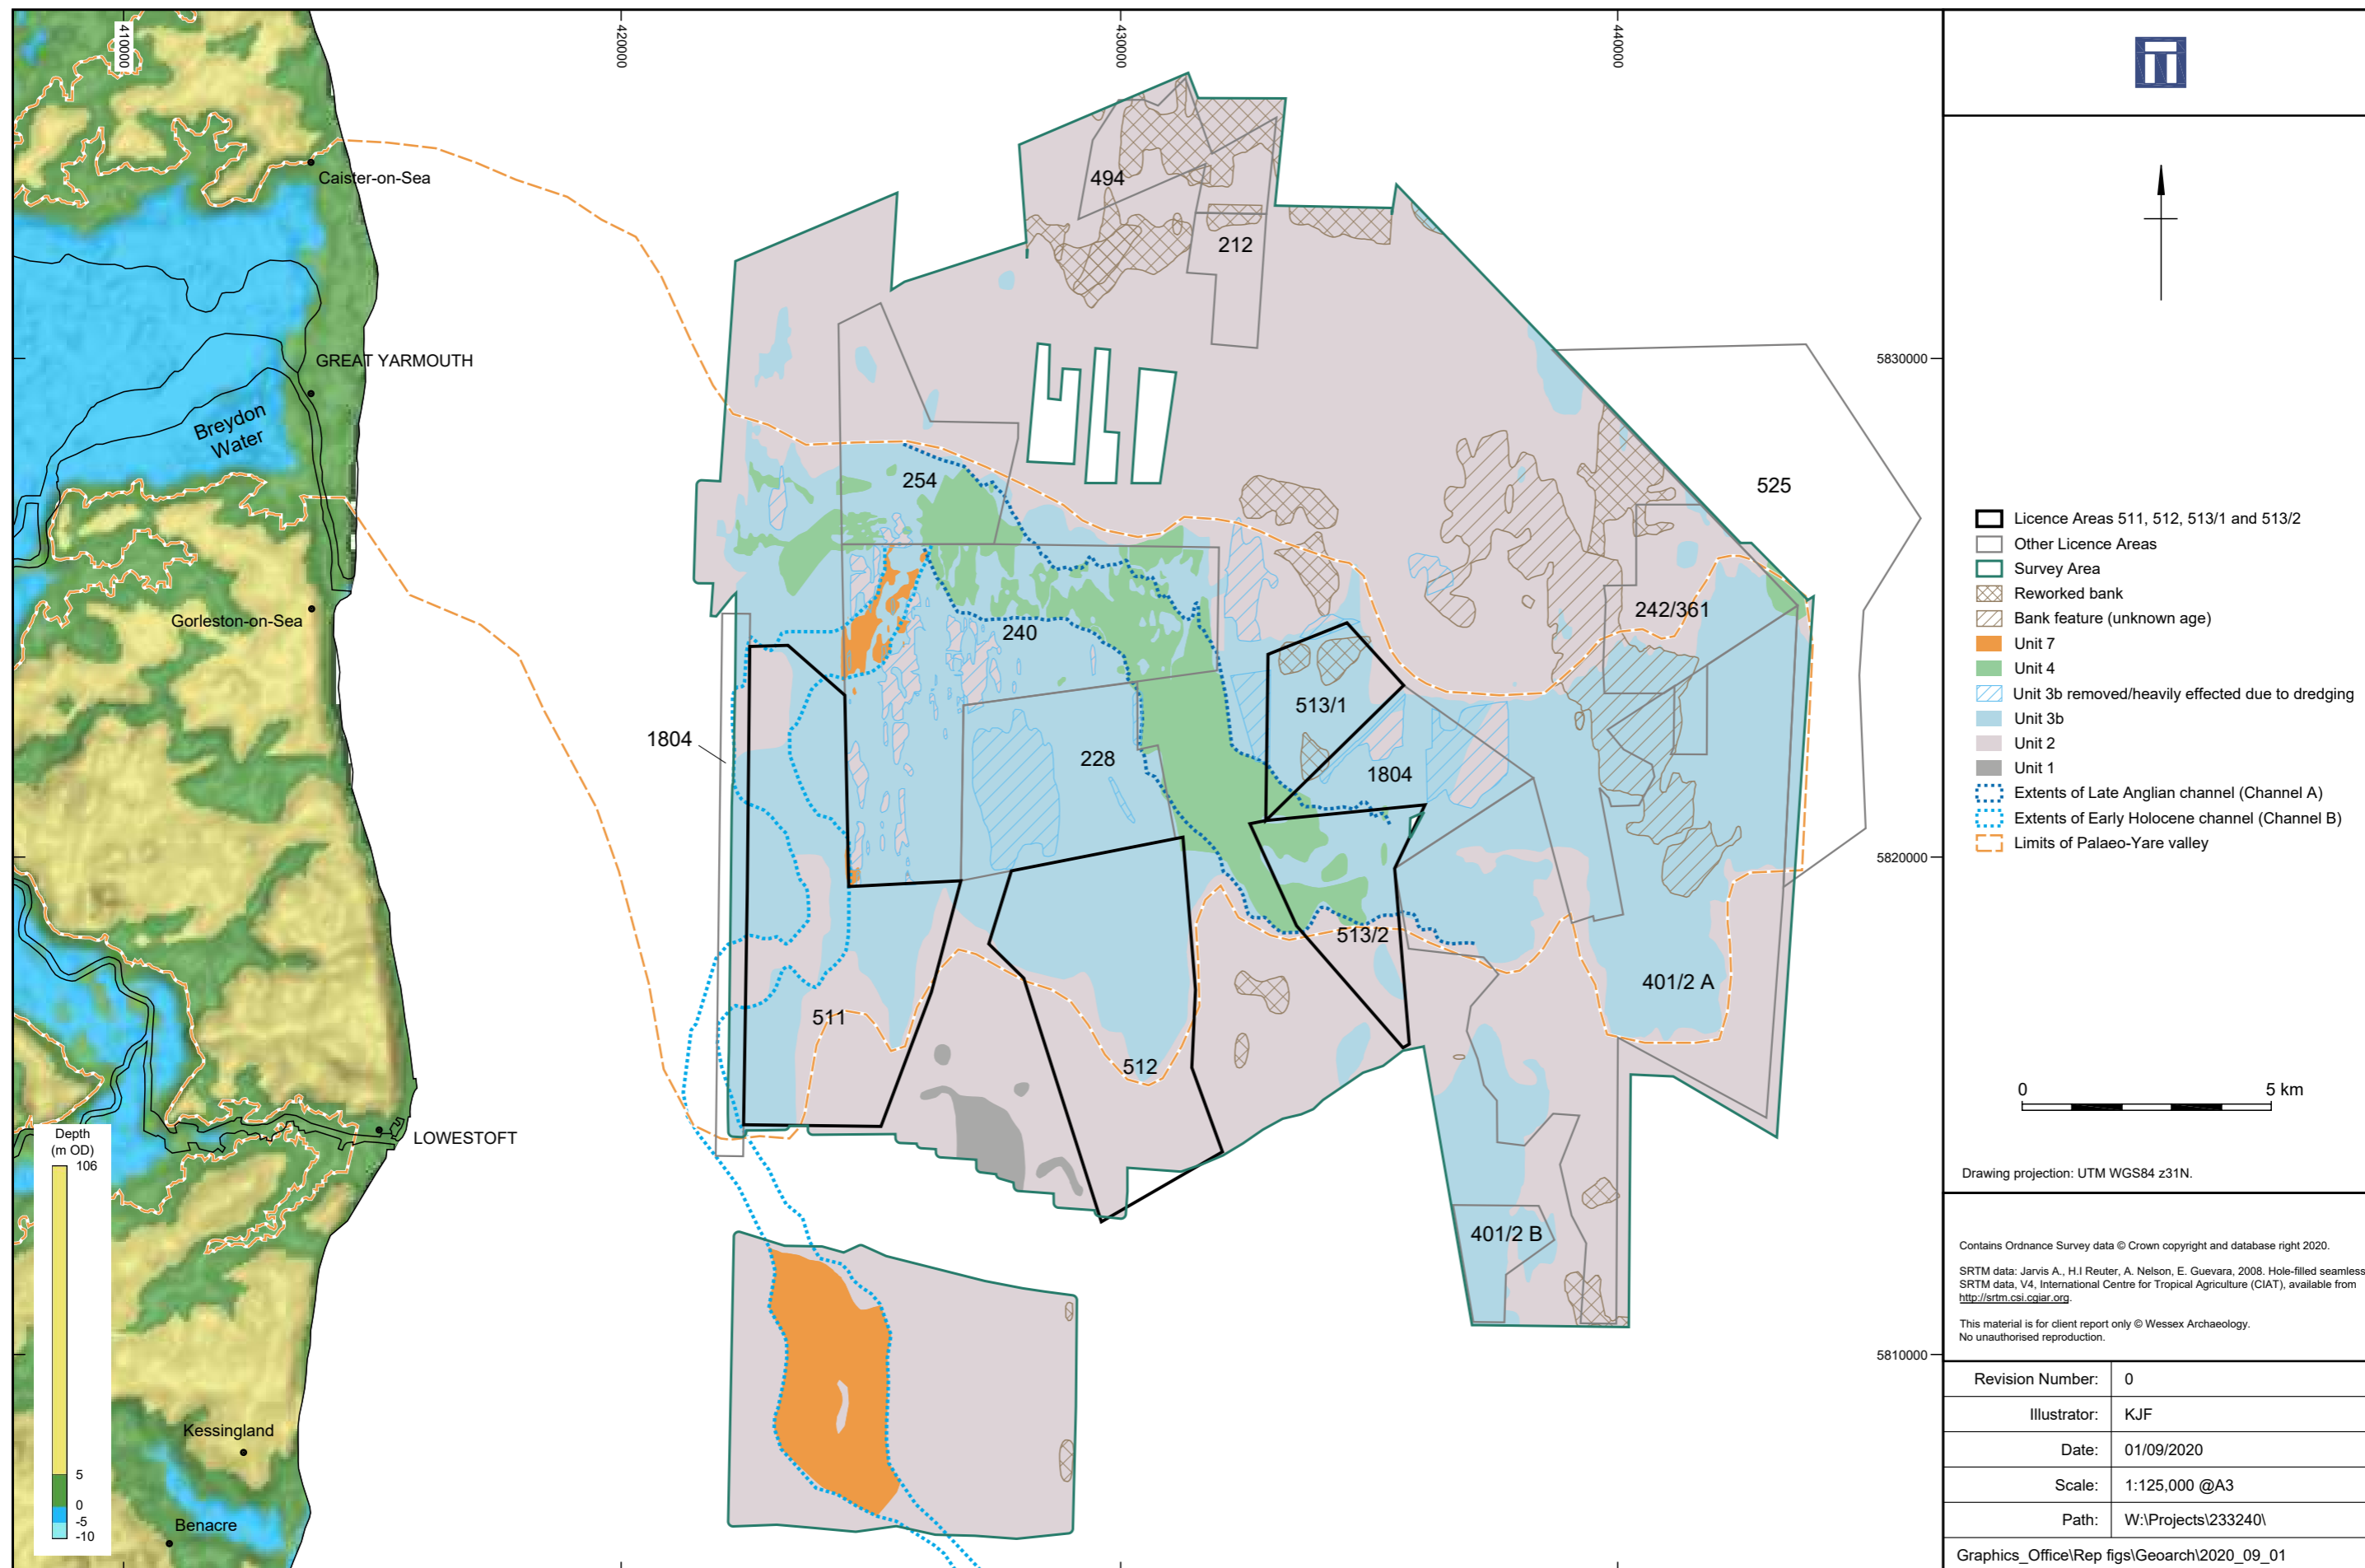 410000
420000
430000
440000
Caister-on-Sea
494
212
GREAT YARMOUTH
5830000
Breydon
Water
254
525
242/361
Gorleston-on-Sea
240
513/1
1804
228
1804
5820000
513/2
401/2 A
511
512
LOWESTOFT
401/2 B
5810000
Kessingland
Benacre
Depth
(m OD)
106
5
0
-5
-10
Licence Areas 511, 512, 513/1 and 513/2
Other Licence Areas
Survey Area
Reworked bank
Bank feature (unknown age)
Unit 7
Unit 4
Unit 3b removed/heavily effected due to dredging
Unit 3b
Unit 2
Unit 1
Extents of Late Anglian channel (Channel A)
Extents of Early Holocene channel (Channel B)
Limits of Palaeo-Yare valley
0 5 km
Drawing projection: UTM WGS84 z31N.
Contains Ordnance Survey data © Crown copyright and database right 2020.
SRTM data: Jarvis A., H.I Reuter, A. Nelson, E. Guevara, 2008. Hole-filled seamless
SRTM data, V4, International Centre for Tropical Agriculture (CIAT), available from
http://srtm.csi.cgiar.org.
This material is for client report only © Wessex Archaeology.
No unauthorised reproduction.
Revision Number: 0
Illustrator: KJF
Date: 01/09/2020
Scale: 1:125,000 @A3
Path: W:\Projects\233240\
Graphics_Office\Rep figs\Geoarch\2020_09_01